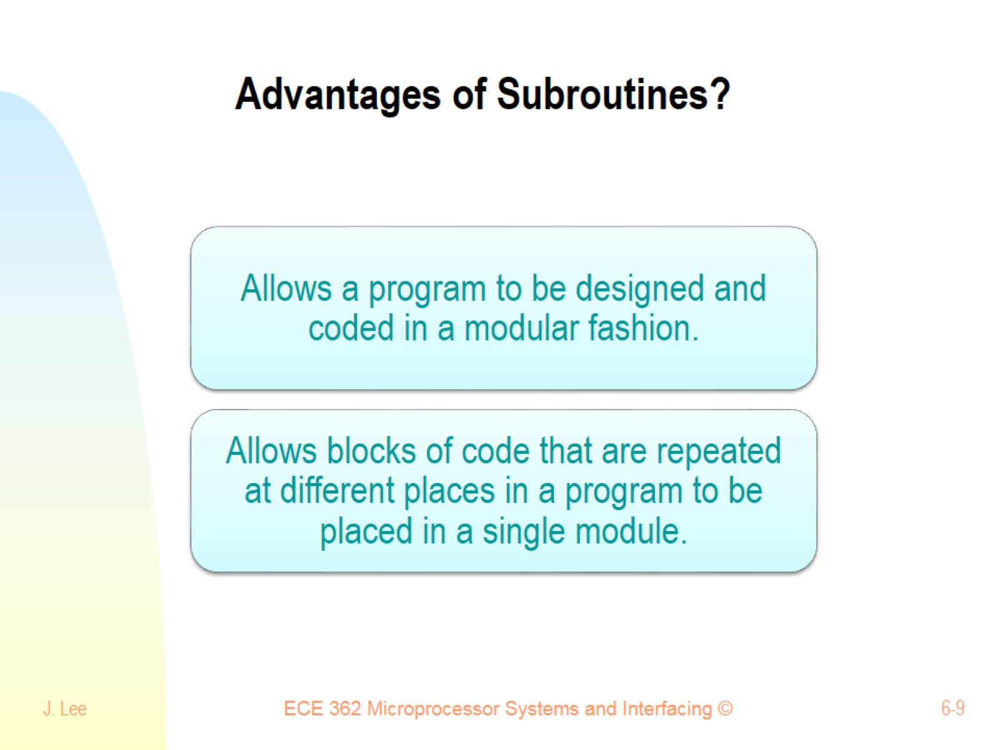 Advantages of Subroutines?
Allows a program to be designed and
coded in a modular fashion.
Allows blocks of code that are repeated
at different places in a program to be
placed in a single module.
J. Lee
ECE 362 Microprocessor Systems and Interfacing ©
6-9